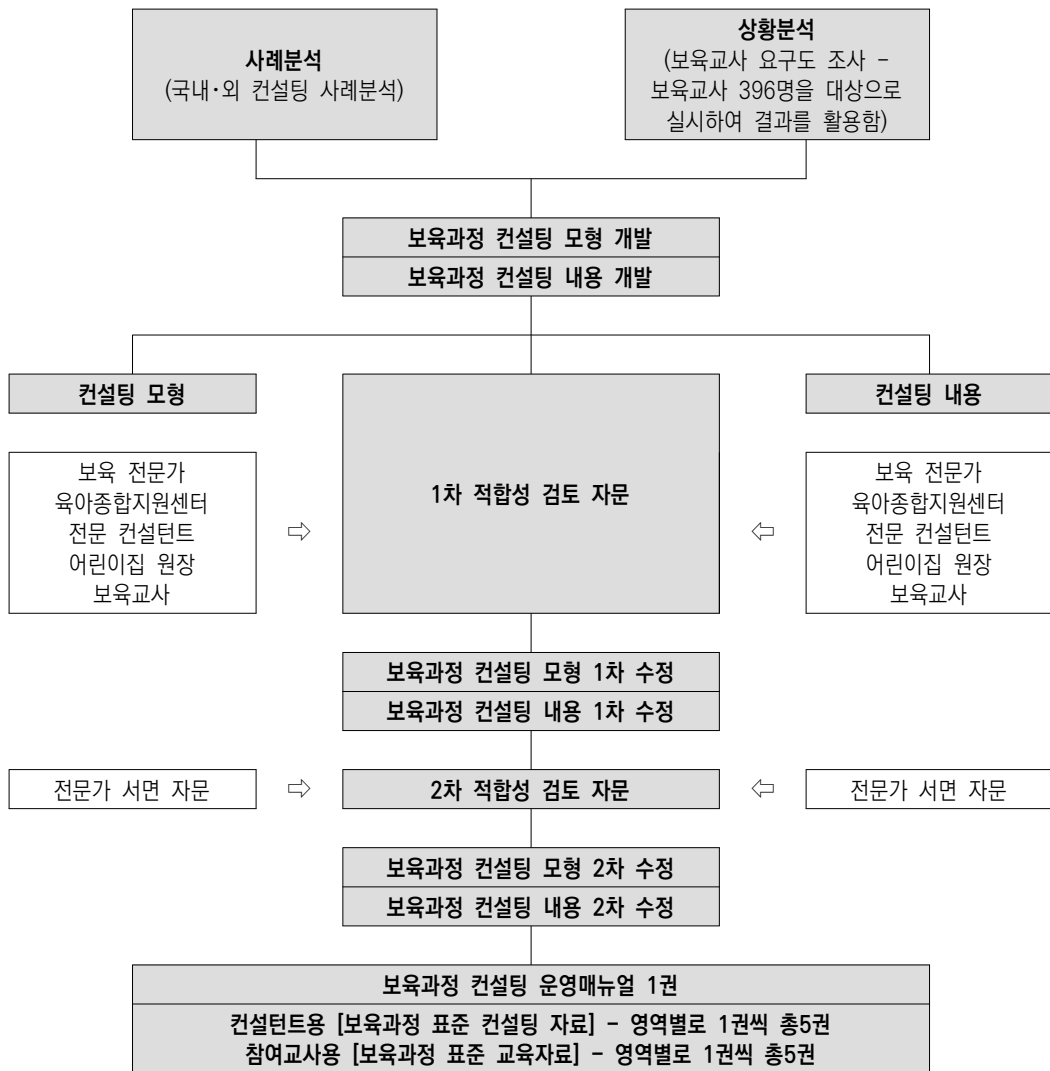 사례분석
(국내·외 컨설팅 사례분석)
상황분석
(보육교사 요구도 조사 -
보육교사 396명을 대상으로
실시하여 결과를 활용함)
보육과정 컨설팅 모형 개발
보육과정 컨설팅 내용 개발
컨설팅 모형
컨설팅 내용
보육 전문가
육아종합지원센터
전문 컨설턴트
어린이집 원장
보육교사
⇨
1차 적합성 검토 자문
⇦
보육 전문가
육아종합지원센터
전문 컨설턴트
어린이집 원장
보육교사
보육과정 컨설팅 모형 1차 수정
보육과정 컨설팅 내용 1차 수정
전문가 서면 자문
⇨
2차 적합성 검토 자문
⇦
전문가 서면 자문
보육과정 컨설팅 모형 2차 수정
보육과정 컨설팅 내용 2차 수정
보육과정 컨설팅 운영매뉴얼 1권
컨설턴트용 [보육과정 표준 컨설팅 자료] - 영역별로 1권씩 총5권
참여교사용 [보육과정 표준 교육자료] - 영역별로 1권씩 총5권